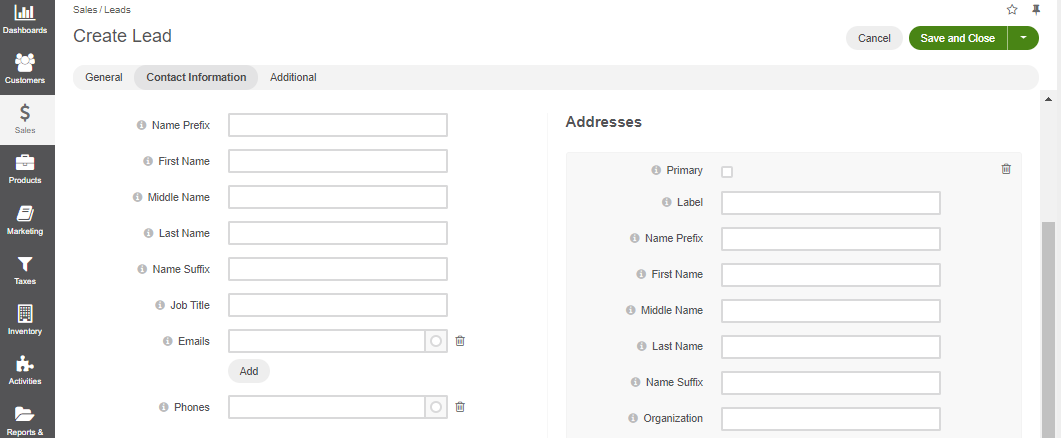 Sales / Leads
Create Lead
Cancel
Save and Close
General
Contact Information
Additional
Dashboards
Customers
Sales
Products
Marketing
Taxes
Inventory
Activities
Reports &
Name Prefix
First Name
Middle Name
Last Name
Name Suffix
Job Title
Emails
Add
Phones
Addresses
Primary
Label
Name Prefix
First Name
Middle Name
Last Name
Name Suffix
Organization